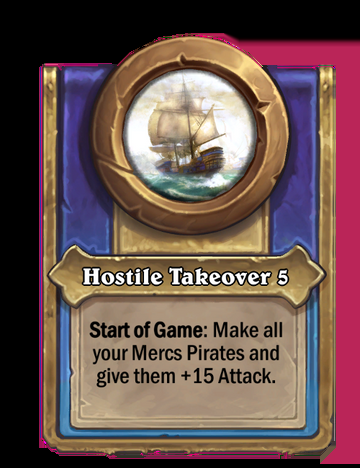 Hostile Takeover 5
Start of Game: Make all
your Mercs Pirates and
give them +15 Attack.